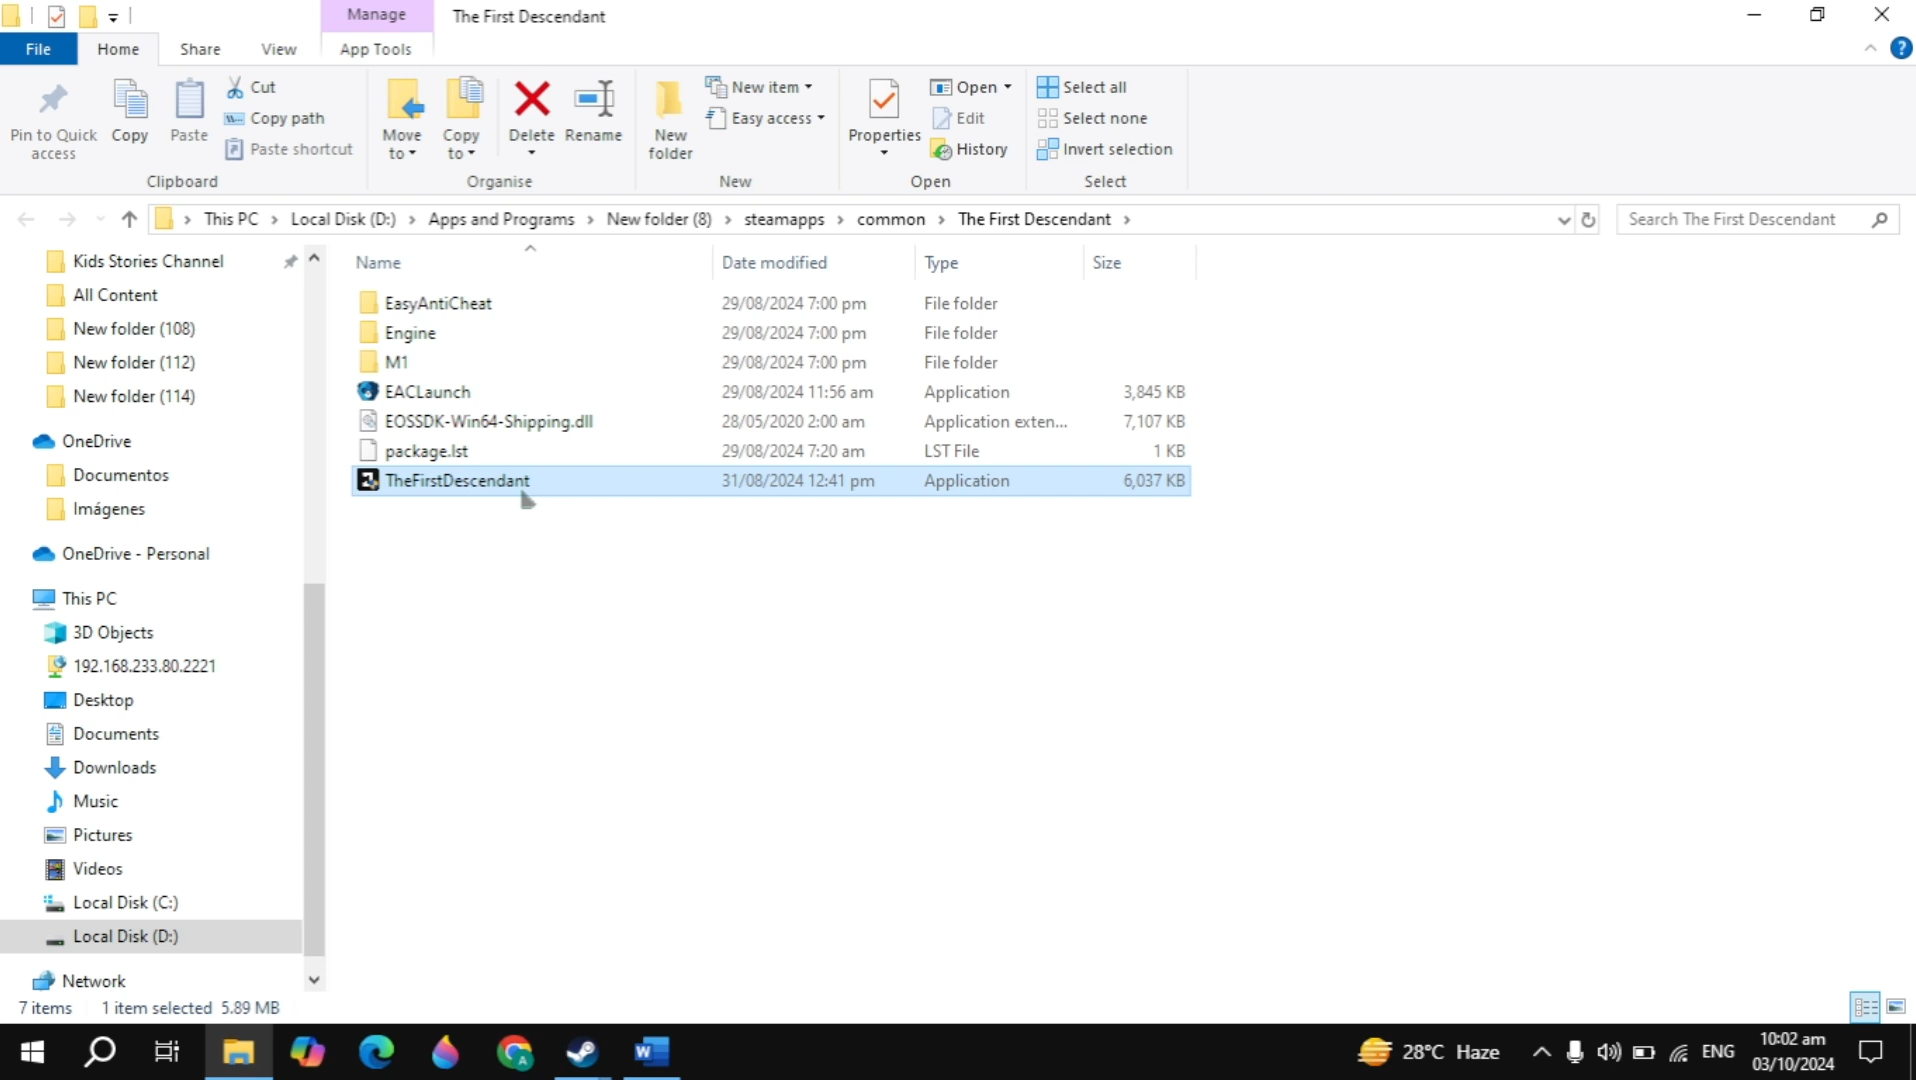 Manage
The First Descendant
File
Home
Share
View
App Tools
Pin to Quick access
Copy
Paste
Cut
Copy path
Paste shortcut
Clipboard
Move to
Copy to
Delete
Rename
Organise
New folder
New item
Easy access
New
Properties
Open
Edit
History
Open
Select all
Select none
Invert selection
Select
This PC > Local Disk (D:) > Apps and Programs > New folder (8) > steamapps > common > The First Descendant >
Search The First Descendant
Kids Stories Channel
All Content
New folder (108)
New folder (112)
New folder (114)
OneDrive
Documentos
Imágenes
OneDrive - Personal
This PC
3D Objects
192.168.233.80.2221
Desktop
Documents
Downloads
Music
Pictures
Videos
Local Disk (C:)
Local Disk (D:)
Network
Name Date modified Type Size
EasyAntiCheat 29/08/2024 7:00 pm File folder
Engine 29/08/2024 7:00 pm File folder
M1 29/08/2024 7:00 pm File folder
EACLaunch 29/08/2024 11:56 am Application 3,845 KB
EOSSDK-Win64-Shipping.dll 28/05/2020 2:00 am Application exten... 7,107 KB
package.lst 29/08/2024 7:20 am LST File 1 KB
TheFirstDescendant 31/08/2024 12:41 pm Application 6,037 KB
7 items 1 item selected 5.89 MB
28°C Haze
ENG
10:02 am
03/10/2024